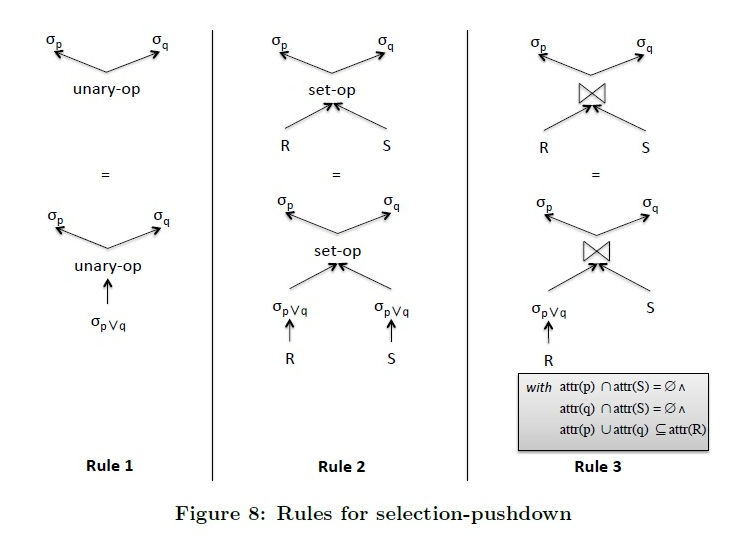 σp σq
unary-op
=
σp σq
unary-op
σp∨q
Rule 1
σp σq
set-op
R S
=
σp σq
set-op
σp∨q σp∨q
R S
Rule 2
σp σq
⋈
R S
=
σp σq
⋈
σp∨q S
R
with attr(p) ∩ attr(S) = ∅ ∧
attr(q) ∩ attr(S) = ∅ ∧
attr(p) ∪ attr(q) ⊆ attr(R)
Rule 3
Figure 8: Rules for selection-pushdown